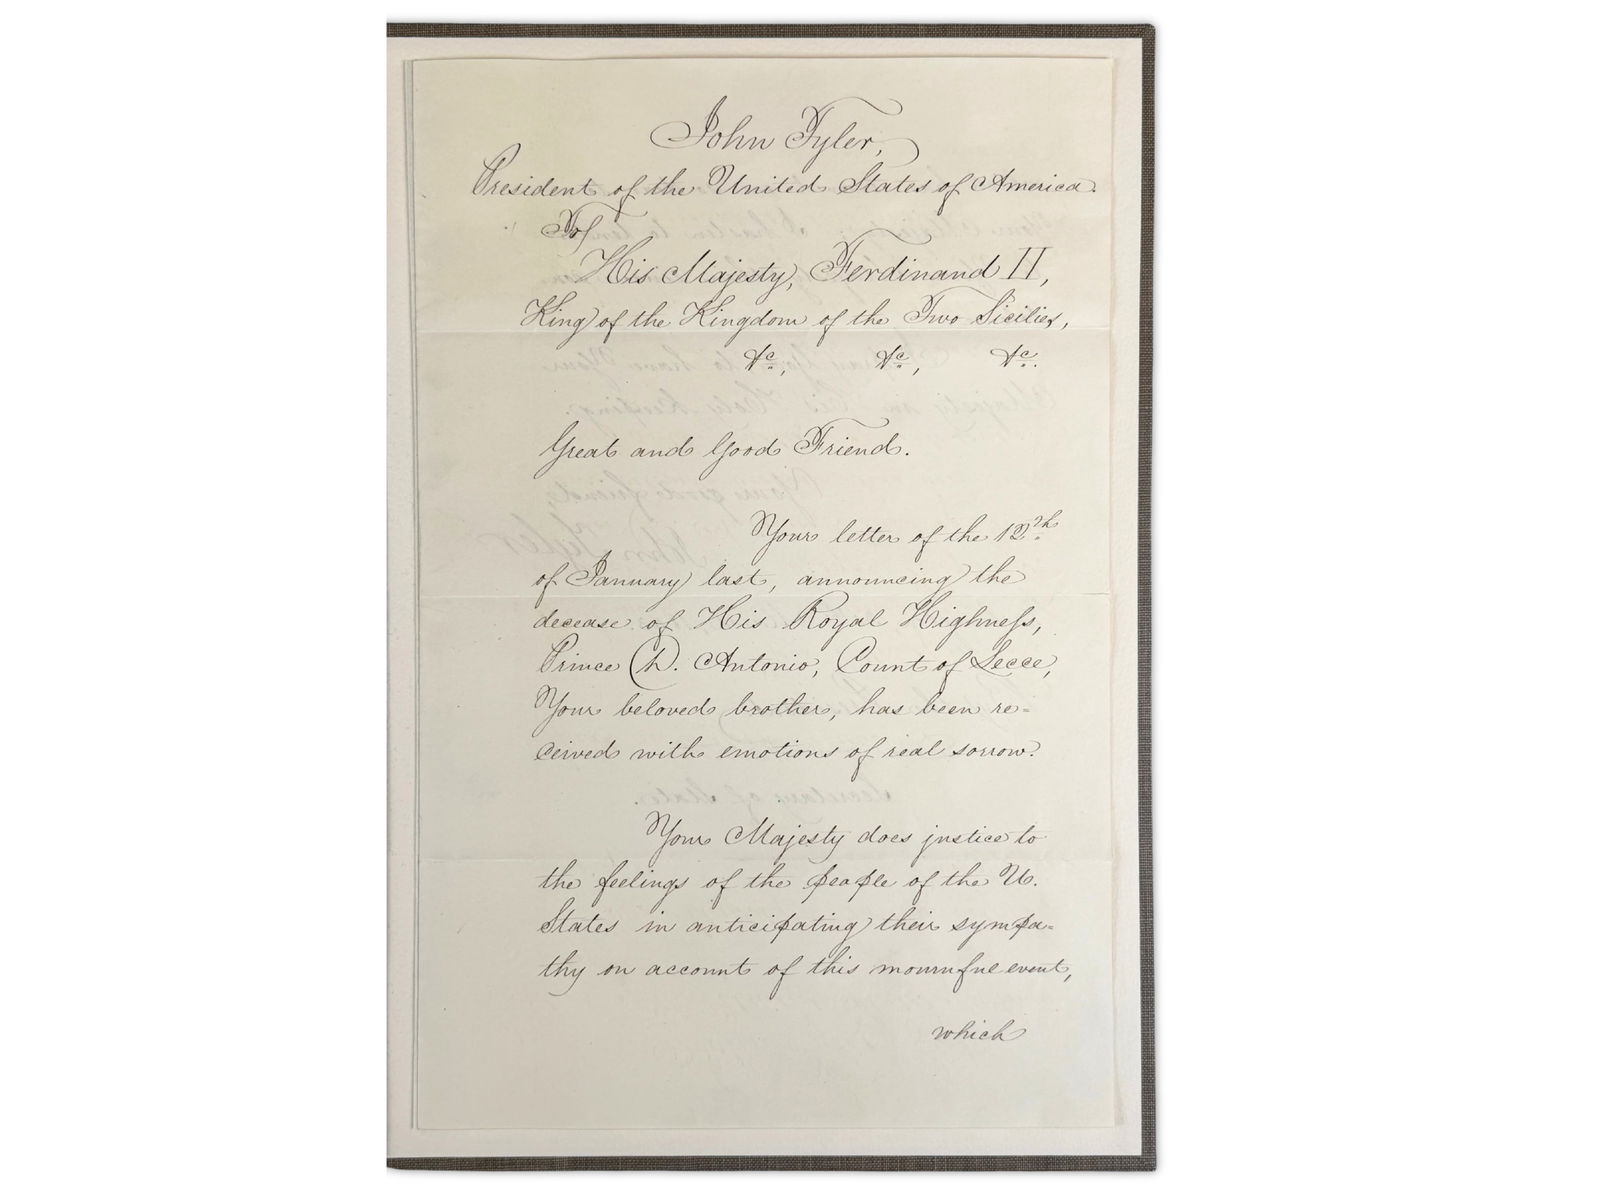 John Tyler,
President of the United States of America.
To
His Majesty, Ferdinand II,
King of the Kingdom of the Two Sicilies,
&c, &c, &c.
Great and Good Friend.
Your letter of the 12th
of January last, announcing the
decease of His Royal Highness,
Prince D. Antonio, Count of Lecce,
Your beloved brother, has been re-
ceived with emotions of real sorrow.
Your Majesty does justice to
the feelings of the people of the U.
States in anticipating their sympa-
thy on account of this mournful event,
which